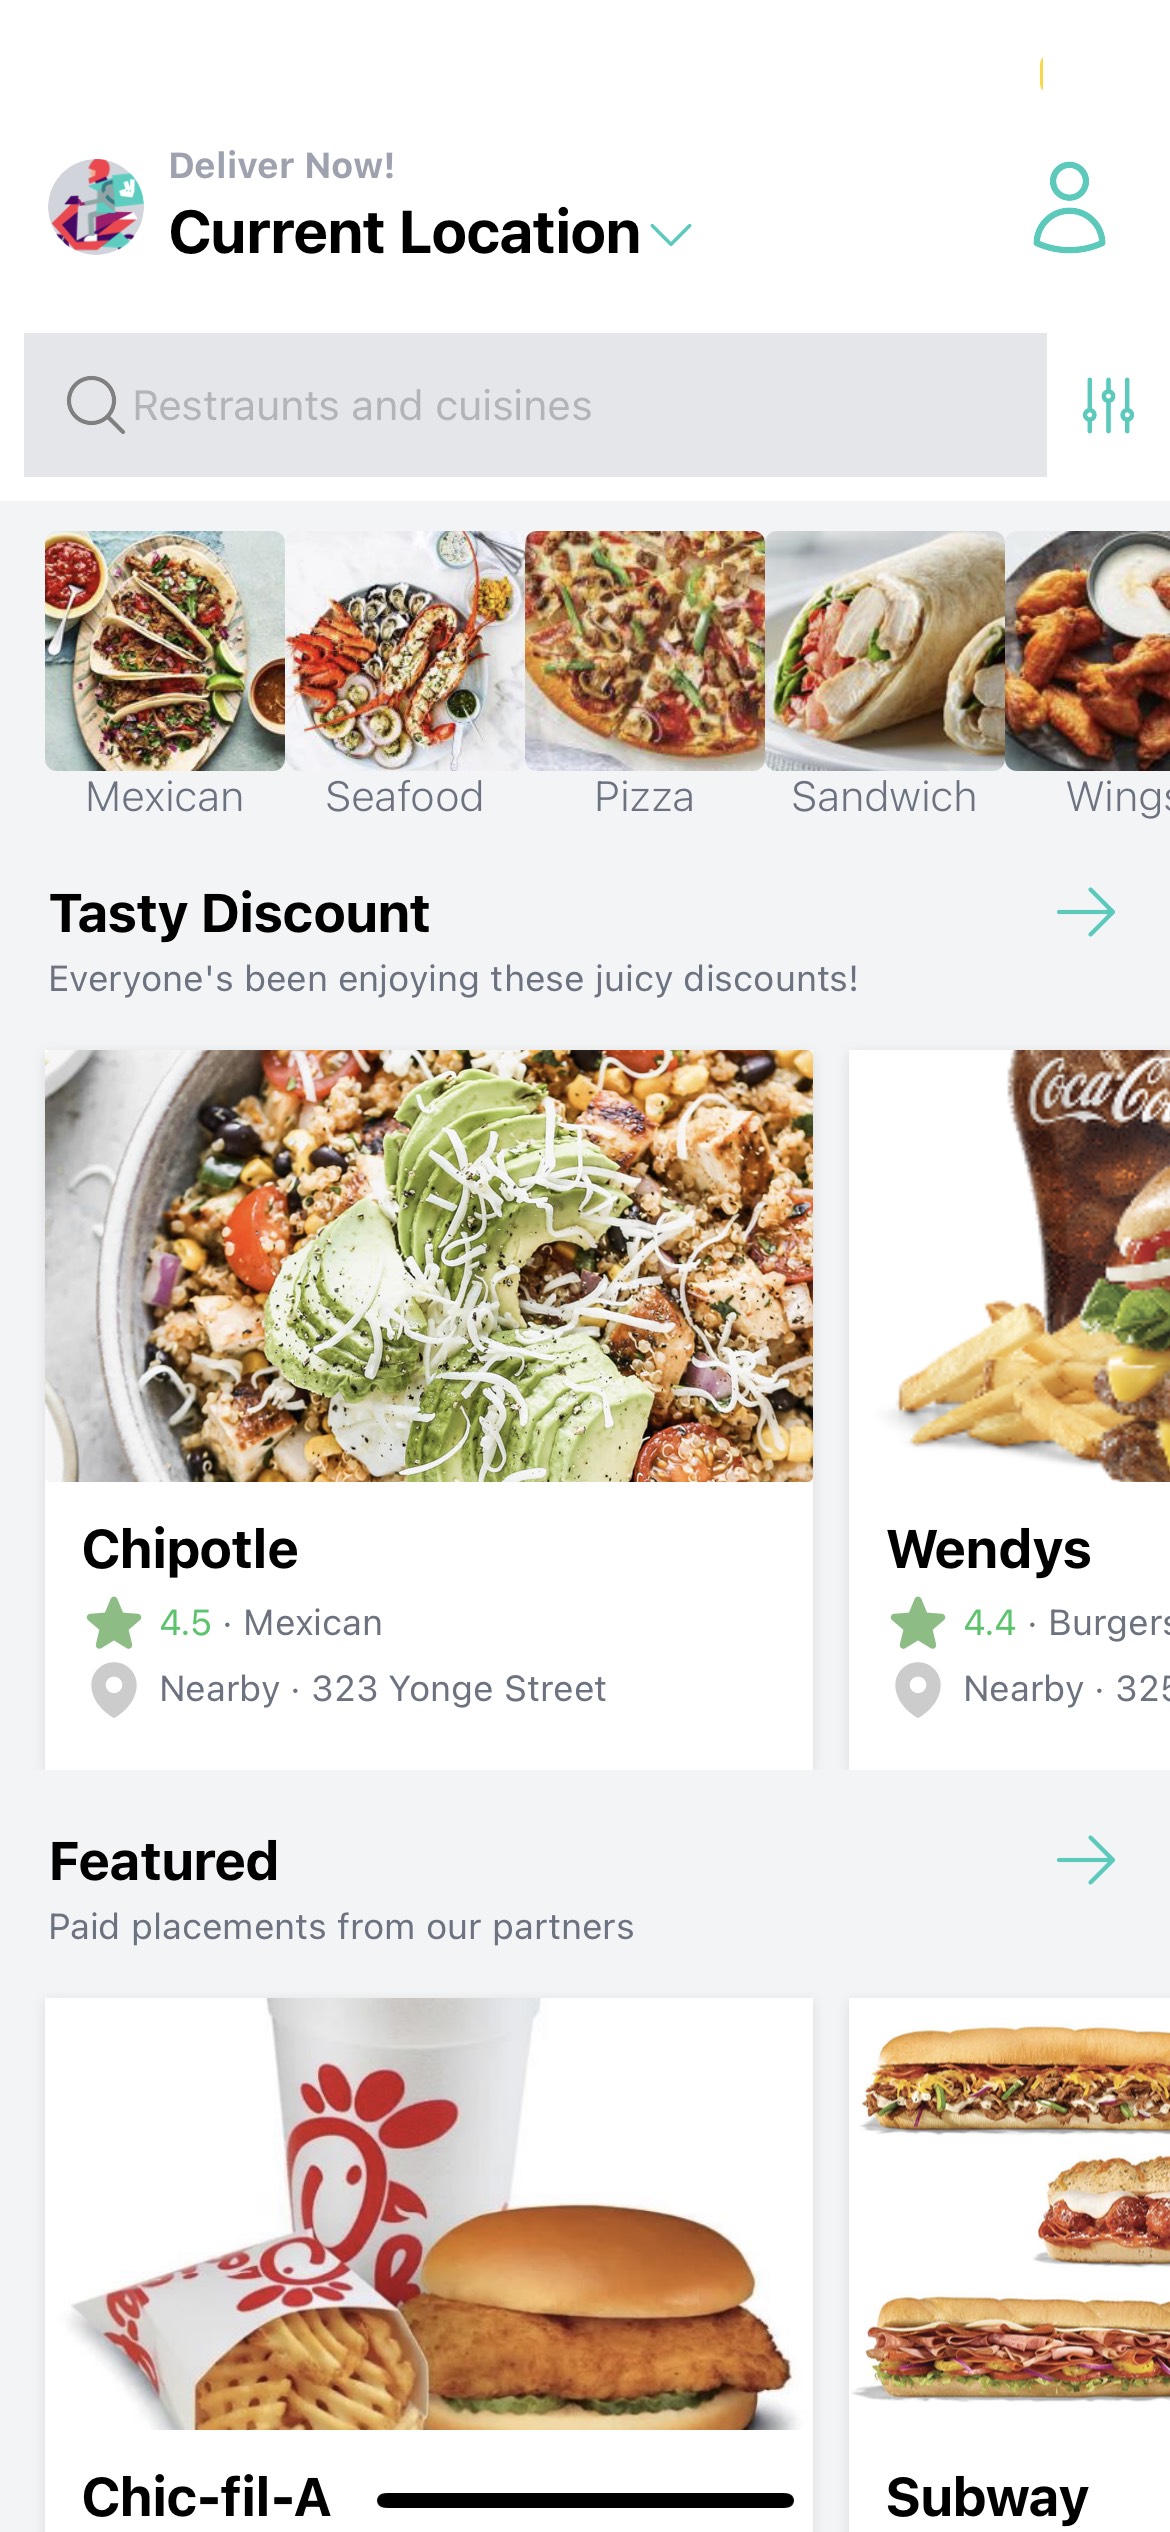 Deliver Now!
Current Location
Restraunts and cuisines
Mexican
Seafood
Pizza
Sandwich
Wings
Tasty Discount
Everyone's been enjoying these juicy discounts!
Coca-Co
Chipotle
4.5 · Mexican
Nearby · 323 Yonge Street
Wendys
4.4 · Burgers
Nearby · 325
Featured
Paid placements from our partners
Chic-fil-A
Subway